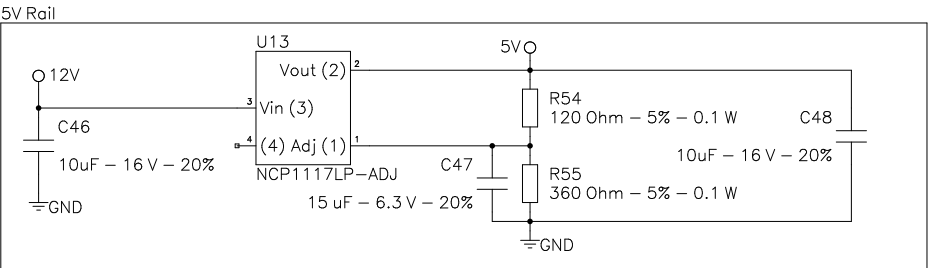 5V Rail
U13
5V
Vout (2)
2
12V
3
Vin (3)
R54
120 Ohm – 5% – 0.1 W
C46
C48
4
(4) Adj (1)
1
10uF – 16 V – 20%
C47
10uF – 16 V – 20%
NCP1117LP–ADJ
R55
360 Ohm – 5% – 0.1 W
15 uF – 6.3 V – 20%
GND
GND